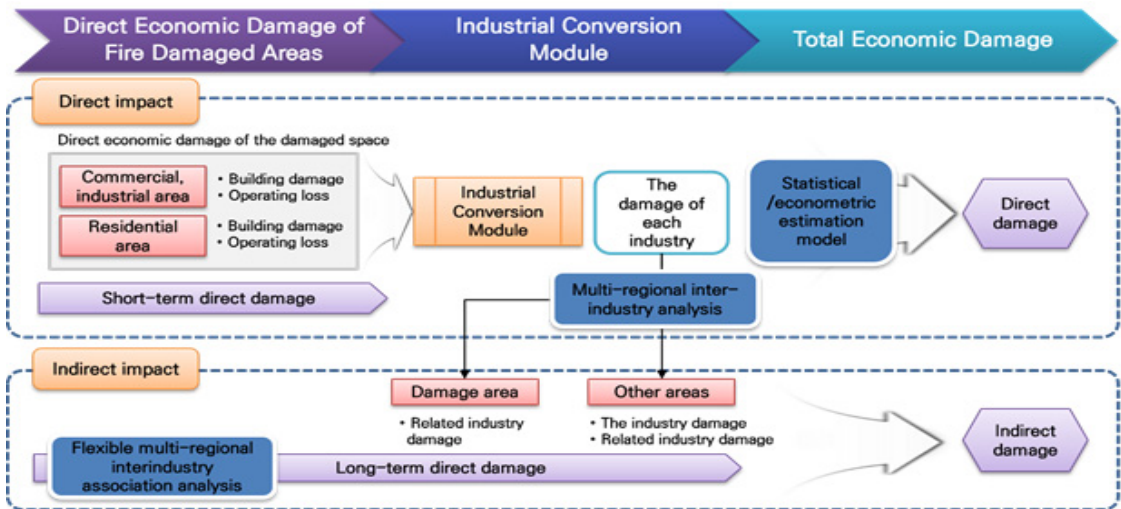 Direct Economic Damage of
Fire Damaged Areas
Industrial Conversion
Module
Total Economic Damage
Direct impact
Direct economic damage of the damaged space
Commercial,
industrial area
• Building damage
• Operating loss
Residential
area
• Building damage
• Operating loss
Short-term direct damage
Industrial
Conversion
Module
The
damage of
each
industry
Statistical
/econometric
estimation
model
Direct
damage
Multi-regional inter-
industry analysis
Indirect impact
Damage area
• Related industry
damage
Other areas
• The industry damage
• Related industry damage
Flexible multi-regional
interindustry
association analysis
Long-term direct damage
Indirect
damage